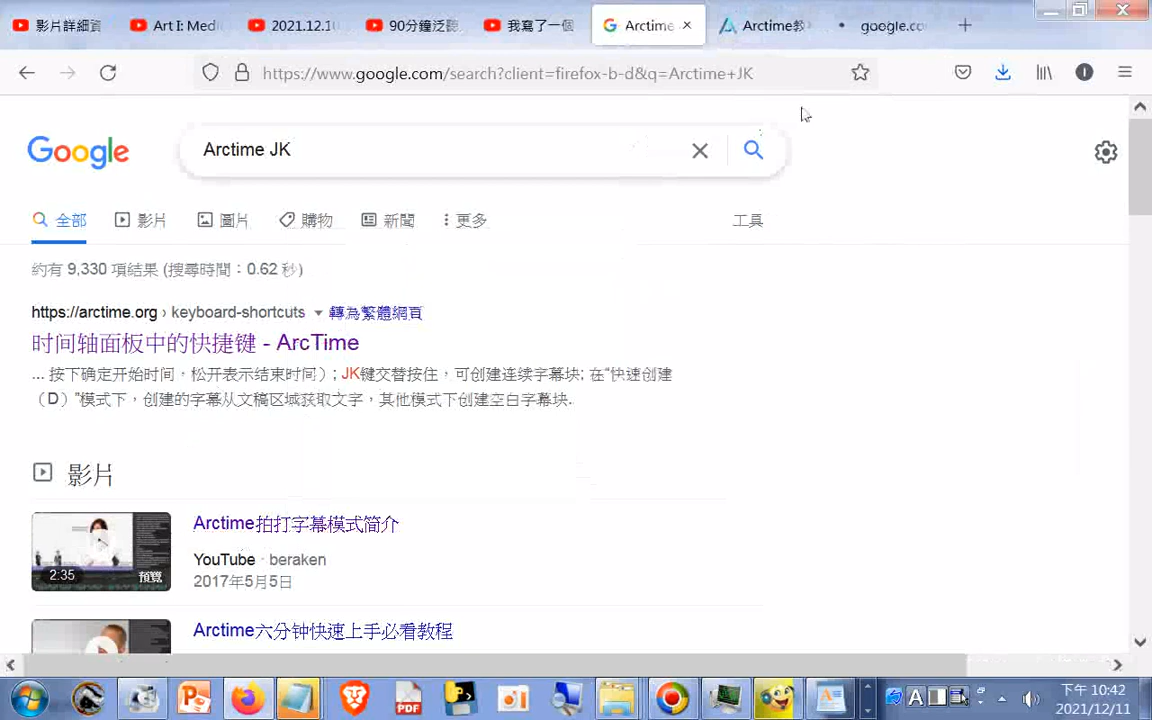 影片詳細資
Art I: Medi
2021.12.10
90分鐘泛聽
我寫了一個
Arctime
Arctime教
google.co
https://www.google.com/search?client=firefox-b-d&q=Arctime+JK
Google
Arctime JK
全部
影片
圖片
購物
新聞
更多
工具
約有 9,330 項結果 (搜尋時間：0.62 秒)
https://arctime.org › keyboard-shortcuts
轉為繁體網頁
时间轴面板中的快捷键 - ArcTime
... 按下确定开始时间，松开表示结束时间）; JK键交替按住，可创建连续字幕块; 在“快速创建
（D）”模式下，创建的字幕从文稿区域获取文字，其他模式下创建空白字幕块.
影片
Arctime拍打字幕模式简介
2:35
預覽
YouTube · beraken
2017年5月5日
Arctime六分钟快速上手必看教程
PDF
A
下午 10:42
2021/12/11